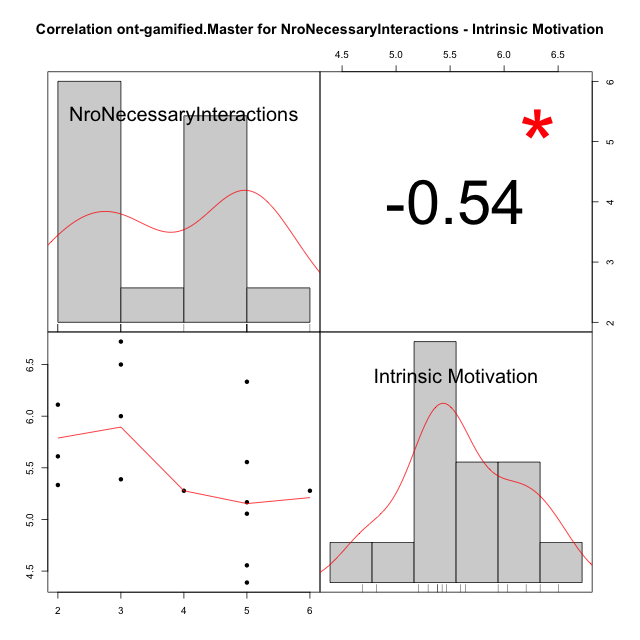 Correlation ont-gamified.Master for NroNecessaryInteractions - Intrinsic Motivation
4.5 5.0 5.5 6.0 6.5
NroNecessaryInteractions
*
-0.54
6
5
4
3
2
Intrinsic Motivation
6.5
6.0
5.5
5.0
4.5
2 3 4 5 6